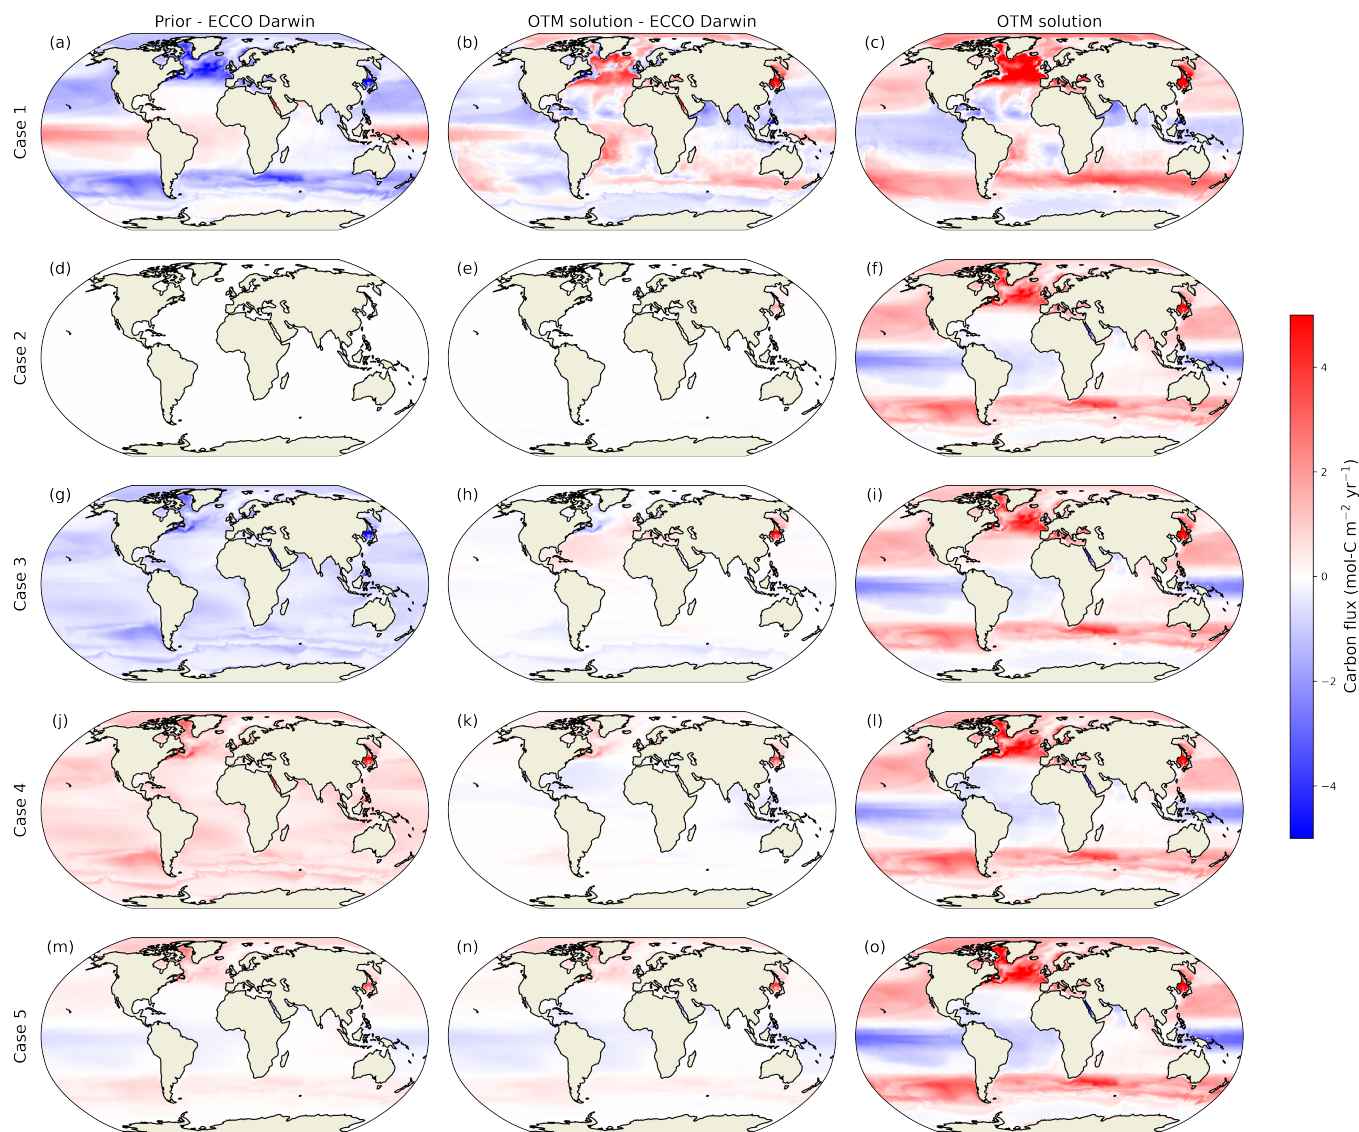 Prior - ECCO Darwin
OTM solution - ECCO Darwin
OTM solution
Case 1
(a)
(b)
(c)
Case 2
(d)
(e)
(f)
Case 3
(g)
(h)
(i)
Case 4
(j)
(k)
(l)
Case 5
(m)
(n)
(o)
4
2
0
−2
−4
Carbon flux (mol-C m⁻² yr⁻¹)